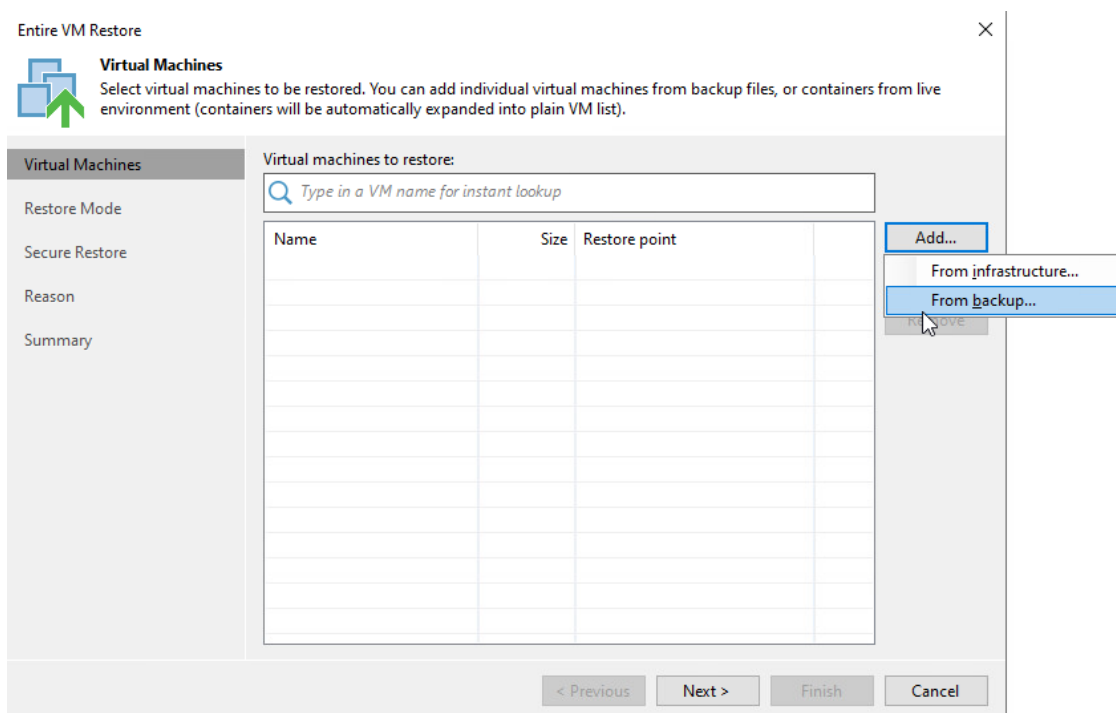 Entire VM Restore
Virtual Machines
Select virtual machines to be restored. You can add individual virtual machines from backup files, or containers from live
environment (containers will be automatically expanded into plain VM list).
Virtual Machines
Restore Mode
Secure Restore
Reason
Summary
Virtual machines to restore:
Type in a VM name for instant lookup
Name Size Restore point
Add...
From infrastructure...
From backup...
Remove
< Previous Next > Finish Cancel